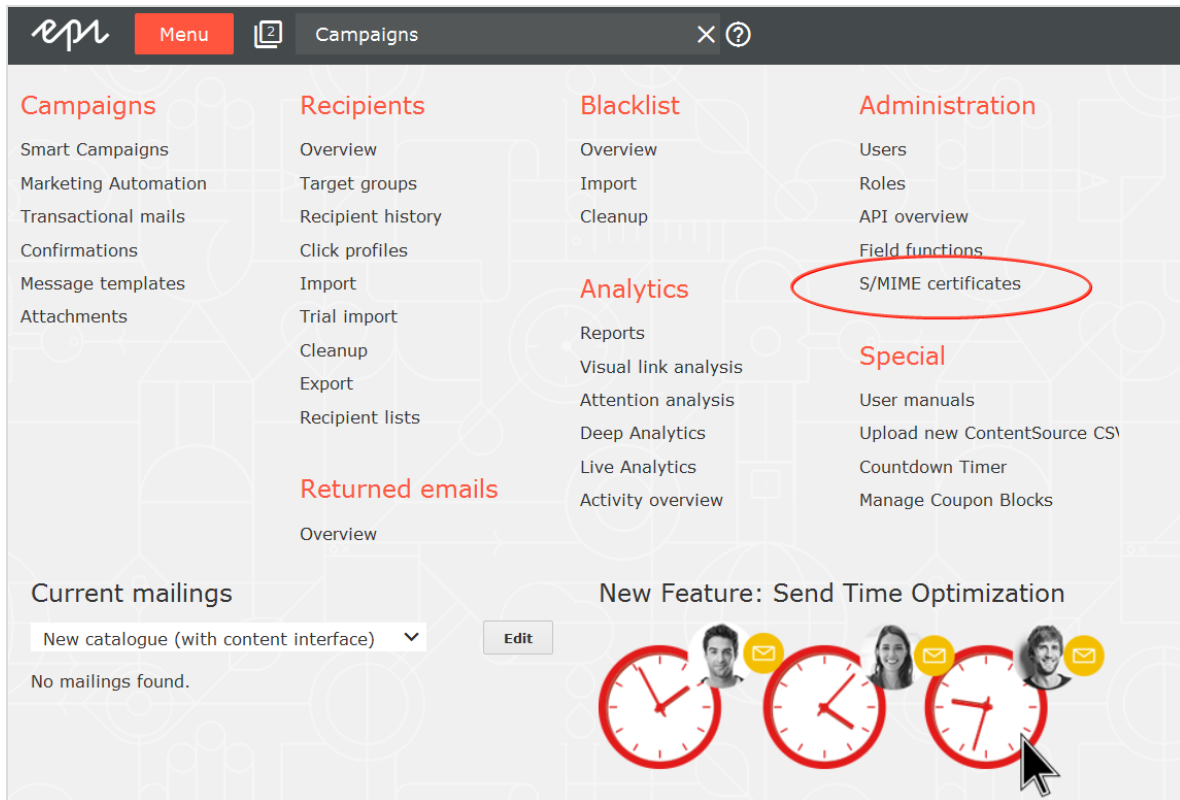 epi
Menu
2
Campaigns
?
Campaigns
Smart Campaigns
Marketing Automation
Transactional mails
Confirmations
Message templates
Attachments
Recipients
Overview
Target groups
Recipient history
Click profiles
Import
Trial import
Cleanup
Export
Recipient lists
Returned emails
Overview
Blacklist
Overview
Import
Cleanup
Analytics
Reports
Visual link analysis
Attention analysis
Deep Analytics
Live Analytics
Activity overview
Administration
Users
Roles
API overview
Field functions
S/MIME certificates
Special
User manuals
Upload new ContentSource CSV
Countdown Timer
Manage Coupon Blocks
Current mailings
New catalogue (with content interface)
Edit
No mailings found.
New Feature: Send Time Optimization